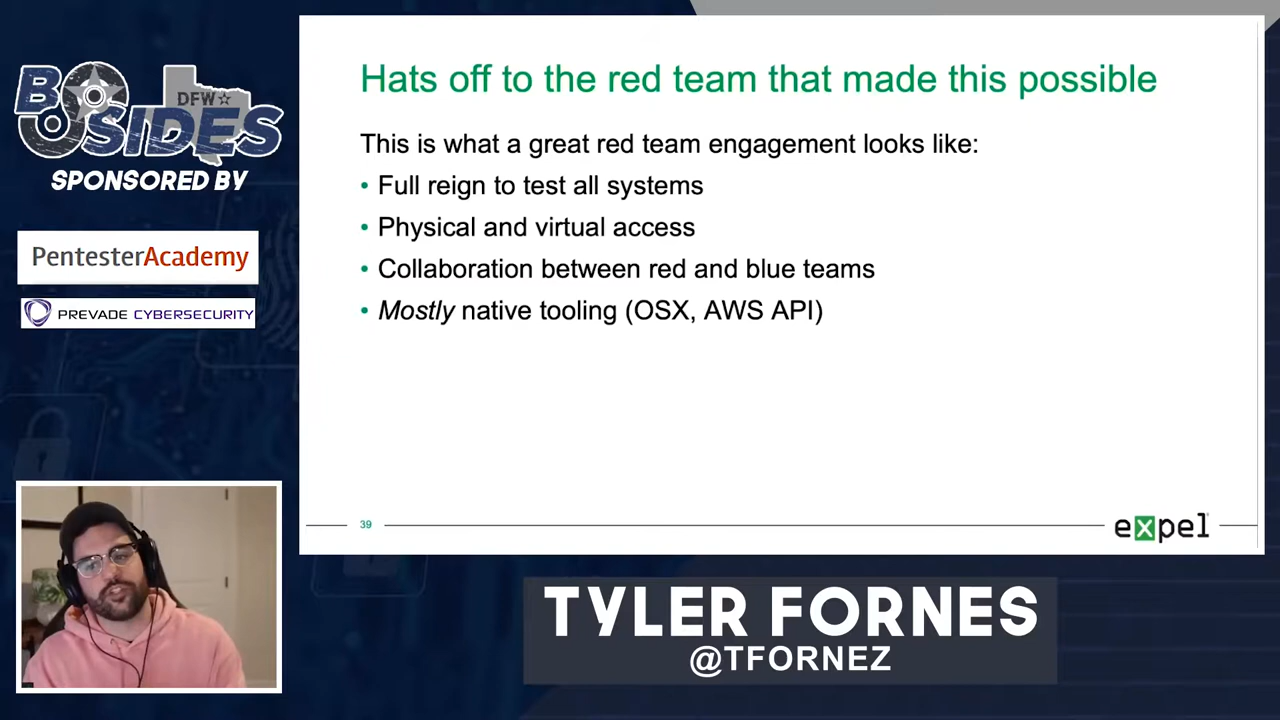 BSIDES
DFW
SPONSORED BY
PentesterAcademy
PREVADE CYBERSECURITY
Hats off to the red team that made this possible
This is what a great red team engagement looks like:
• Full reign to test all systems
• Physical and virtual access
• Collaboration between red and blue teams
• Mostly native tooling (OSX, AWS API)
39
expel
TYLER FORNES
@TFORNEZ